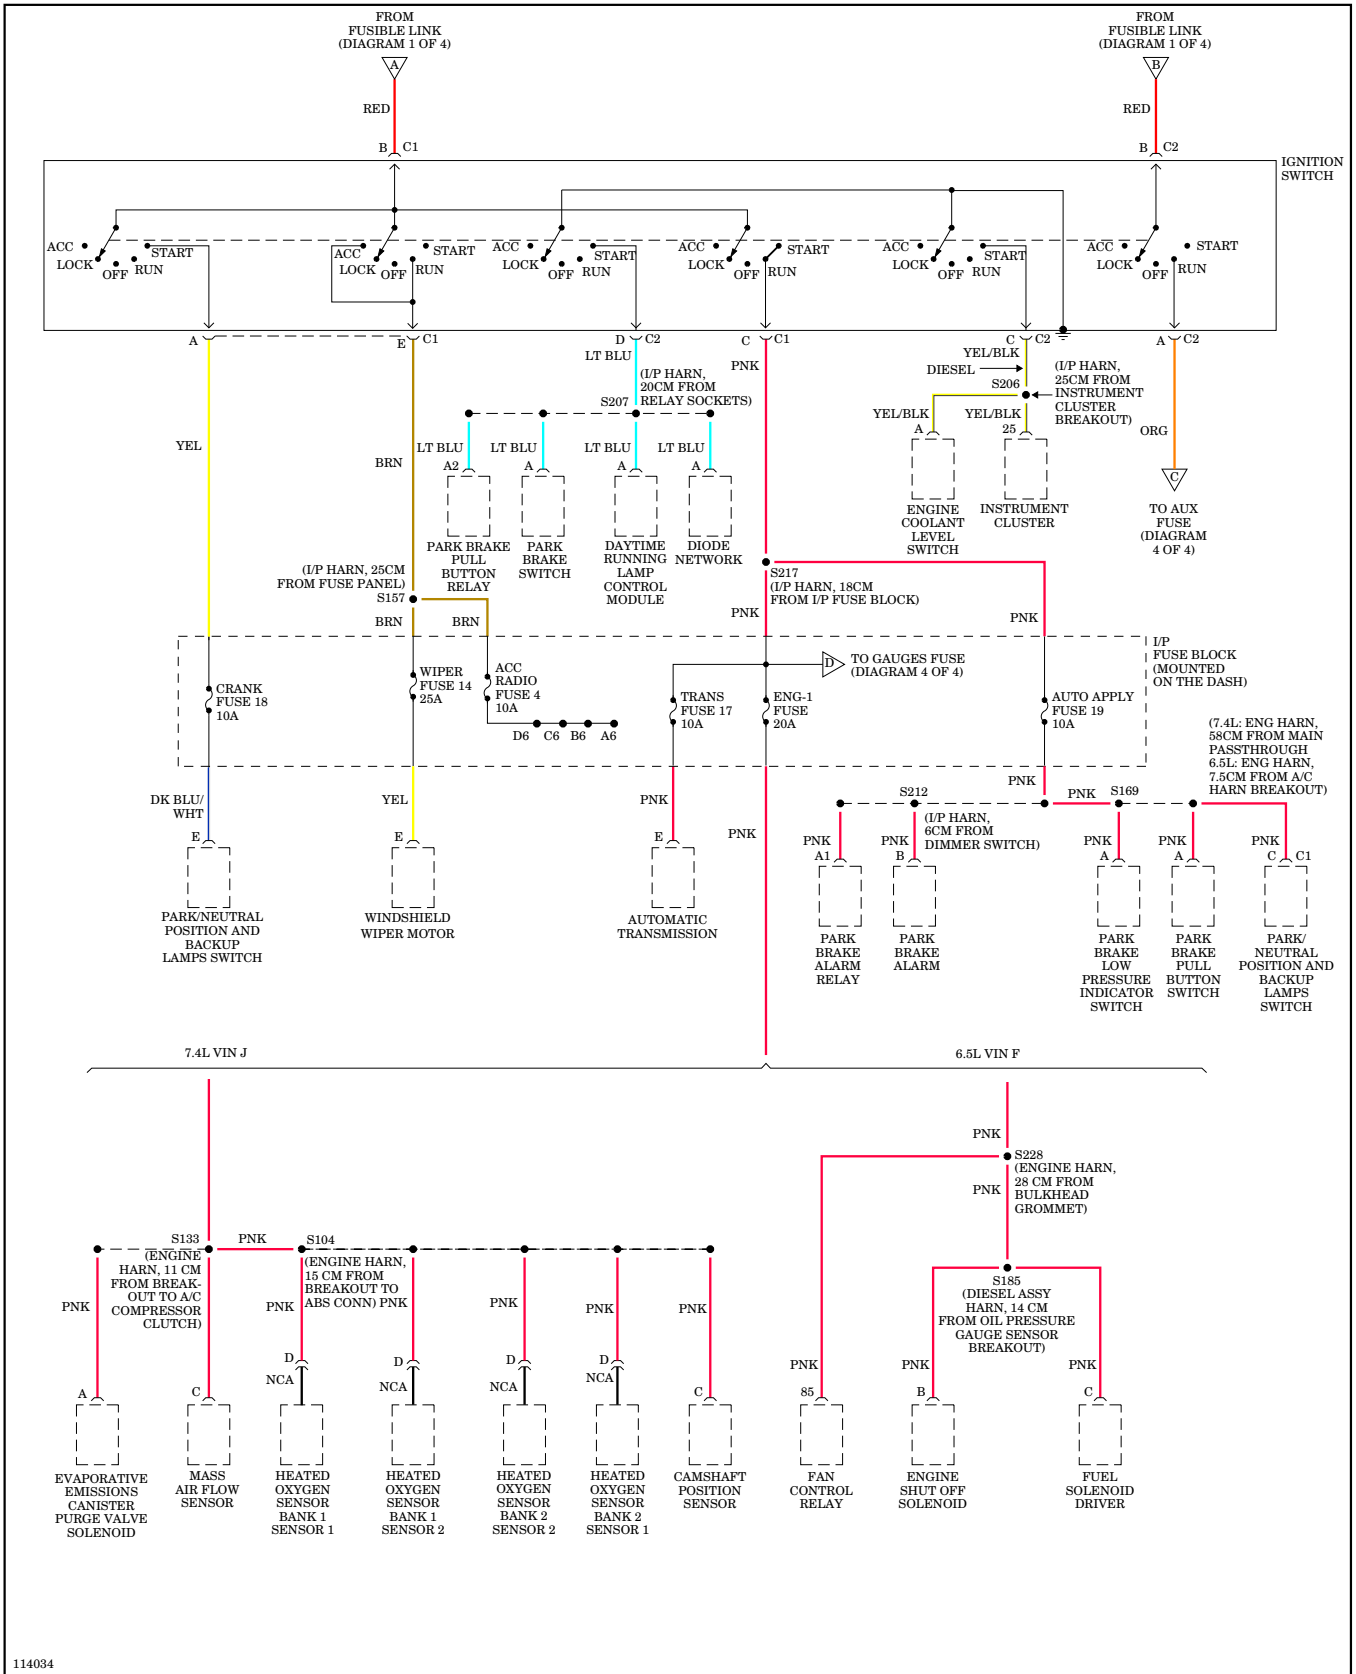 FROM
FUSIBLE LINK
(DIAGRAM 1 OF 4)
A
RED
B C1
FROM
FUSIBLE LINK
(DIAGRAM 1 OF 4)
B
RED
B C2
IGNITION
SWITCH
ACC
LOCK
OFF
RUN
START
ACC
LOCK
OFF
RUN
START
ACC
LOCK
OFF
RUN
START
ACC
LOCK
OFF
RUN
START
ACC
LOCK
OFF
RUN
START
ACC
LOCK
OFF
RUN
START
A
E C1
D C2
C C1
C C2
A C2
LT BLU
PNK
YEL/BLK
DIESEL
(I/P HARN,
20CM FROM
RELAY SOCKETS)
S207
S206
(I/P HARN,
25CM FROM
INSTRUMENT
CLUSTER
BREAKOUT)
YEL/BLK
YEL/BLK
A
25
ORG
YEL
BRN
LT BLU
LT BLU
LT BLU
LT BLU
A2
A
A
A
PARK BRAKE
PULL
BUTTON
RELAY
PARK
BRAKE
SWITCH
DAYTIME
RUNNING
LAMP
CONTROL
MODULE
DIODE
NETWORK
ENGINE
COOLANT
LEVEL
SWITCH
INSTRUMENT
CLUSTER
C
TO AUX
FUSE
(DIAGRAM
4 OF 4)
(I/P HARN, 25CM
FROM FUSE PANEL)
S157
S217
(I/P HARN, 18CM
FROM I/P FUSE BLOCK)
BRN
BRN
PNK
PNK
I/P
FUSE BLOCK
(MOUNTED
ON THE DASH)
CRANK
FUSE 18
10A
WIPER
FUSE 14
25A
ACC
RADIO
FUSE 4
10A
D6 C6 B6 A6
D
TO GAUGES FUSE
(DIAGRAM 4 OF 4)
TRANS
FUSE 17
10A
ENG-1
FUSE
20A
AUTO APPLY
FUSE 19
10A
(7.4L: ENG HARN,
58CM FROM MAIN
PASSTHROUGH
6.5L: ENG HARN,
7.5CM FROM A/C
HARN BREAKOUT)
DK BLU/
WHT
YEL
PNK
PNK
PNK
S212
PNK
S169
(I/P HARN,
6CM FROM
DIMMER SWITCH)
E
E
E
PNK
PNK
PNK
PNK
PNK
A1
B
A
A
C C1
PARK/NEUTRAL
POSITION AND
BACKUP
LAMPS SWITCH
WINDSHIELD
WIPER MOTOR
AUTOMATIC
TRANSMISSION
PARK
BRAKE
ALARM
RELAY
PARK
BRAKE
ALARM
PARK
BRAKE
LOW
PRESSURE
INDICATOR
SWITCH
PARK
BRAKE
PULL
BUTTON
SWITCH
PARK/
NEUTRAL
POSITION AND
BACKUP
LAMPS
SWITCH
7.4L VIN J
6.5L VIN F
PNK
S228
(ENGINE HARN,
28 CM FROM
BULKHEAD
GROMMET)
PNK
S133
(ENGINE
HARN, 11 CM
FROM BREAK-
OUT TO A/C
COMPRESSOR
CLUTCH)
PNK
S104
(ENGINE HARN,
15 CM FROM
BREAKOUT TO
ABS CONN)
S185
(DIESEL ASSY
HARN, 14 CM
FROM OIL PRESSURE
GAUGE SENSOR
BREAKOUT)
PNK
PNK
PNK
PNK
PNK
PNK
D
D
D
D
NCA
NCA
NCA
NCA
PNK
PNK
PNK
A
C
C
85
B
C
EVAPORATIVE
EMISSIONS
CANISTER
PURGE VALVE
SOLENOID
MASS
AIR FLOW
SENSOR
HEATED
OXYGEN
SENSOR
BANK 1
SENSOR 1
HEATED
OXYGEN
SENSOR
BANK 1
SENSOR 2
HEATED
OXYGEN
SENSOR
BANK 2
SENSOR 2
HEATED
OXYGEN
SENSOR
BANK 2
SENSOR 1
CAMSHAFT
POSITION
SENSOR
FAN
CONTROL
RELAY
ENGINE
SHUT OFF
SOLENOID
FUEL
SOLENOID
DRIVER
114034